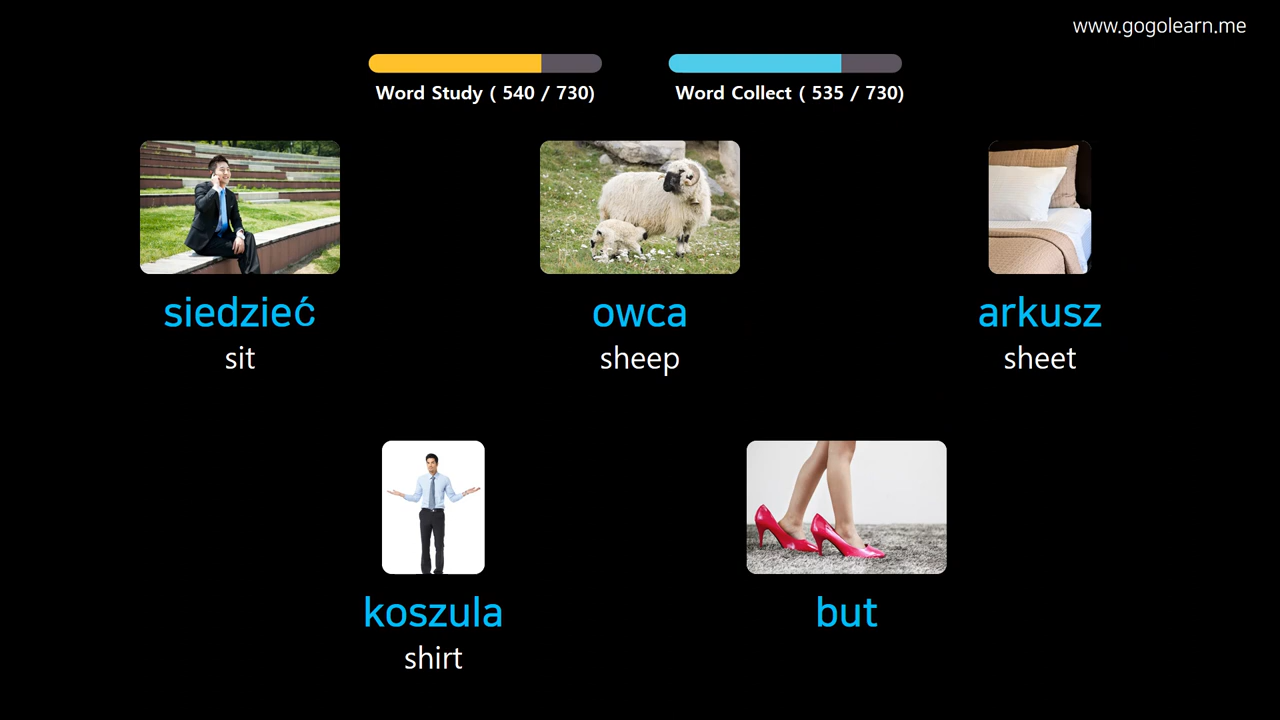 www.gogolearn.me
Word Study ( 540 / 730)
Word Collect ( 535 / 730)
siedzieć
sit
owca
sheep
arkusz
sheet
koszula
shirt
but